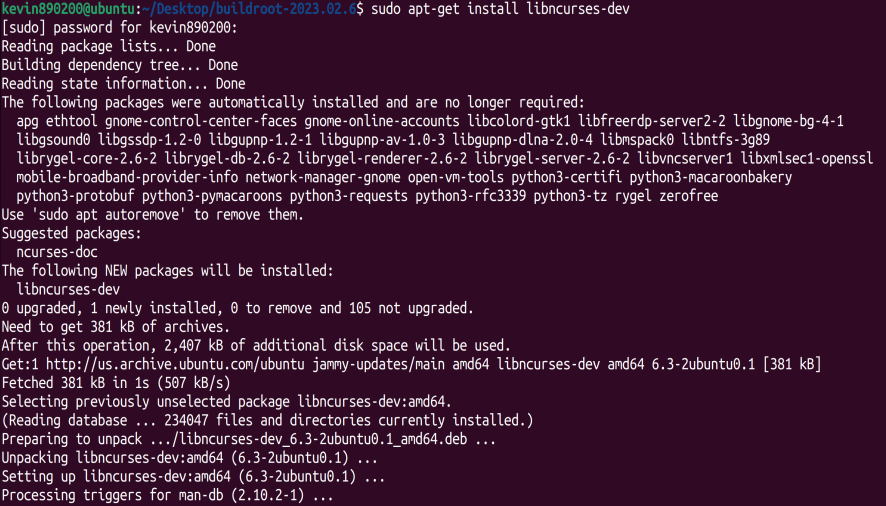 kevin890200@ubuntu:~/Desktop/buildroot-2023.02.6$ sudo apt-get install libncurses-dev
[sudo] password for kevin890200:
Reading package lists... Done
Building dependency tree... Done
Reading state information... Done
The following packages were automatically installed and are no longer required:
  apg ethtool gnome-control-center-faces gnome-online-accounts libcolord-gtk1 libfreerdp-server2-2 libgnome-bg-4-1
  libgsound0 libgssdp-1.2-0 libgupnp-1.2-1 libgupnp-av-1.0-3 libgupnp-dlna-2.0-4 libmspack0 libntfs-3g89
  librygel-core-2.6-2 librygel-db-2.6-2 librygel-renderer-2.6-2 librygel-server-2.6-2 libvncserver1 libxmlsec1-openssl
  mobile-broadband-provider-info network-manager-gnome open-vm-tools python3-certifi python3-macaroonbakery
  python3-protobuf python3-pymacaroons python3-requests python3-rfc3339 python3-tz rygel zerofree
Use 'sudo apt autoremove' to remove them.
Suggested packages:
  ncurses-doc
The following NEW packages will be installed:
  libncurses-dev
0 upgraded, 1 newly installed, 0 to remove and 105 not upgraded.
Need to get 381 kB of archives.
After this operation, 2,407 kB of additional disk space will be used.
Get:1 http://us.archive.ubuntu.com/ubuntu jammy-updates/main amd64 libncurses-dev amd64 6.3-2ubuntu0.1 [381 kB]
Fetched 381 kB in 1s (507 kB/s)
Selecting previously unselected package libncurses-dev:amd64.
(Reading database ... 234047 files and directories currently installed.)
Preparing to unpack .../libncurses-dev_6.3-2ubuntu0.1_amd64.deb ...
Unpacking libncurses-dev:amd64 (6.3-2ubuntu0.1) ...
Setting up libncurses-dev:amd64 (6.3-2ubuntu0.1) ...
Processing triggers for man-db (2.10.2-1) ...